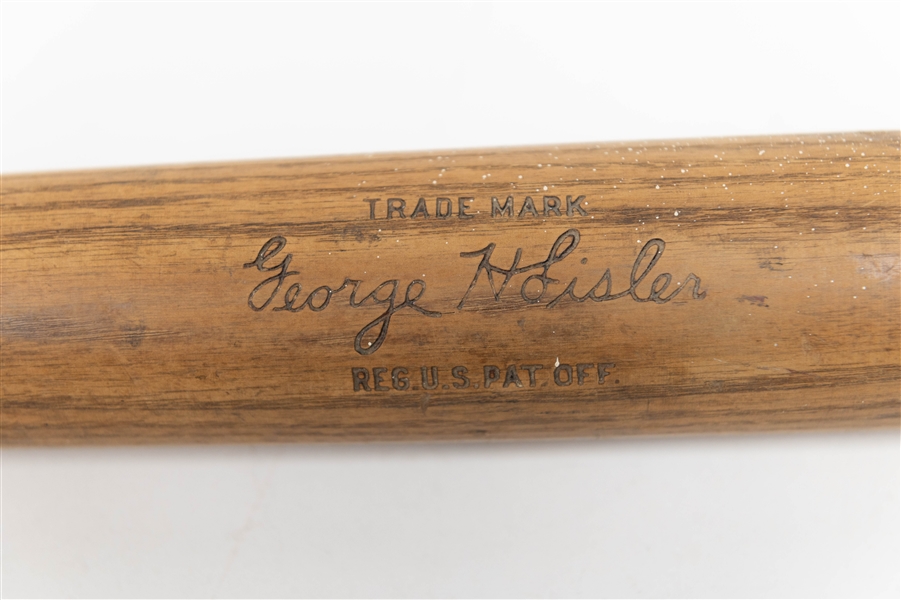 TRADE MARK
George H Sisler
REG. U.S. PAT. OFF.